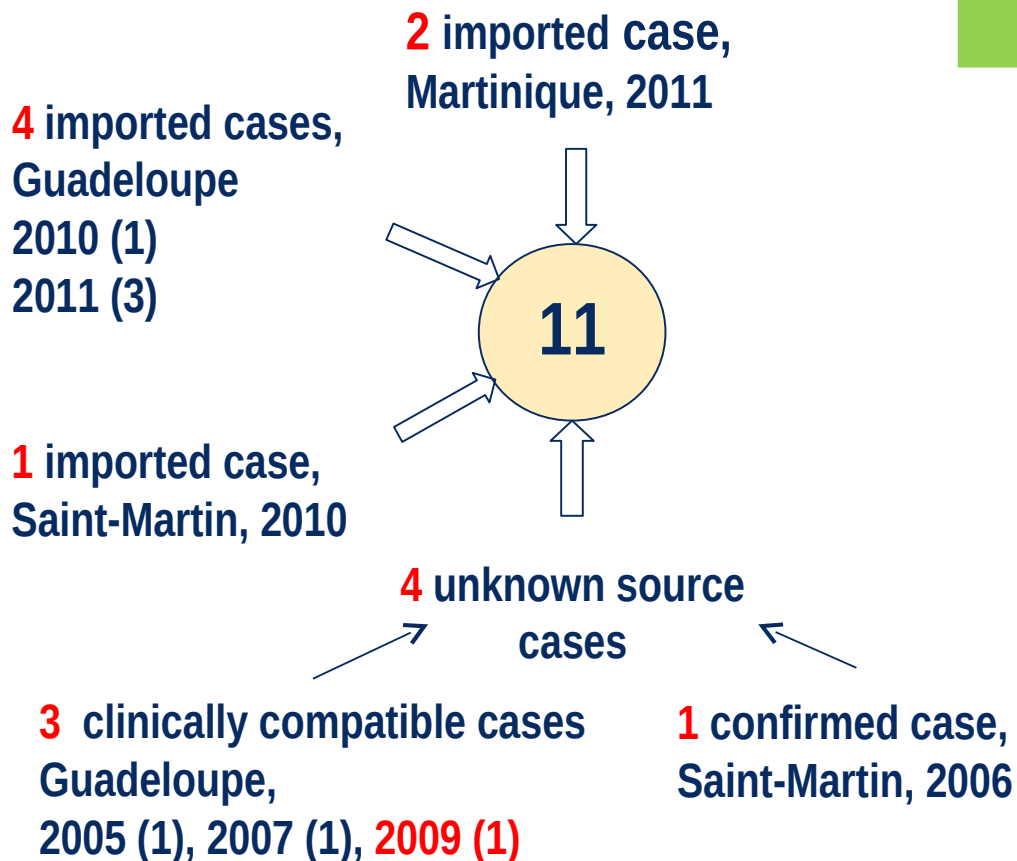 2 imported case,
Martinique, 2011
4 imported cases,
Guadeloupe
2010 (1)
2011 (3)
11
1 imported case,
Saint-Martin, 2010
4 unknown source
cases
3 clinically compatible cases
Guadeloupe,
2005 (1), 2007 (1), 2009 (1)
1 confirmed case,
Saint-Martin, 2006